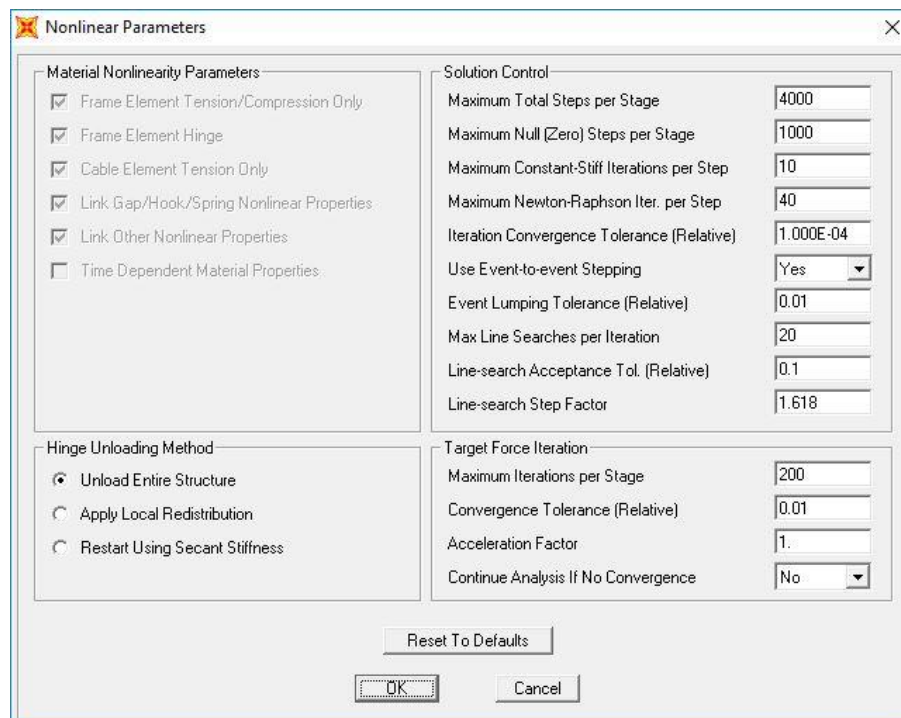 Nonlinear Parameters
Material Nonlinearity Parameters
Frame Element Tension/Compression Only
Frame Element Hinge
Cable Element Tension Only
Link Gap/Hook/Spring Nonlinear Properties
Link Other Nonlinear Properties
Time Dependent Material Properties
Solution Control
Maximum Total Steps per Stage 4000
Maximum Null (Zero) Steps per Stage 1000
Maximum Constant-Stiff Iterations per Step 10
Maximum Newton-Raphson Iter. per Step 40
Iteration Convergence Tolerance (Relative) 1.000E-04
Use Event-to-event Stepping Yes
Event Lumping Tolerance (Relative) 0.01
Max Line Searches per Iteration 20
Line-search Acceptance Tol. (Relative) 0.1
Line-search Step Factor 1.618
Hinge Unloading Method
Unload Entire Structure
Apply Local Redistribution
Restart Using Secant Stiffness
Target Force Iteration
Maximum Iterations per Stage 200
Convergence Tolerance (Relative) 0.01
Acceleration Factor 1.
Continue Analysis If No Convergence No
Reset To Defaults
OK Cancel